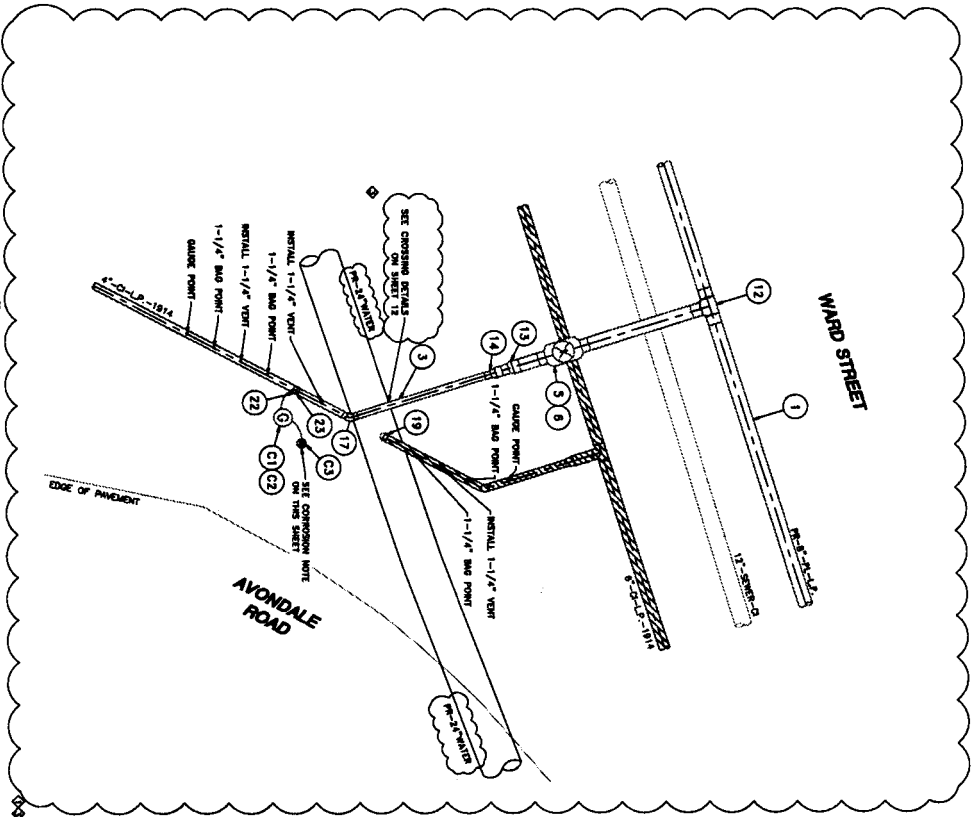 WARD STREET
12
1
PR-8"-PL-L.P.
12"-SEWER-CI
6"-CI-L.P.-1914
5
6
13
14
3
SEE CROSSING DETAILS
ON SHEET 12
PR-24"WATER
GAUGE POINT
1-1/4" BAG POINT
19
INSTALL 1-1/4" VENT
1-1/4" BAG POINT
17
INSTALL 1-1/4" VENT
1-1/4" BAG POINT
INSTALL 1-1/4" VENT
1-1/4" BAG POINT
GAUGE POINT
4"-CI-L.P.-1914
22
23
G
C1
C2
C3
SEE CORROSION NOTE
ON THIS SHEET
EDGE OF PAVEMENT
AVONDALE
ROAD
PR-24"WATER